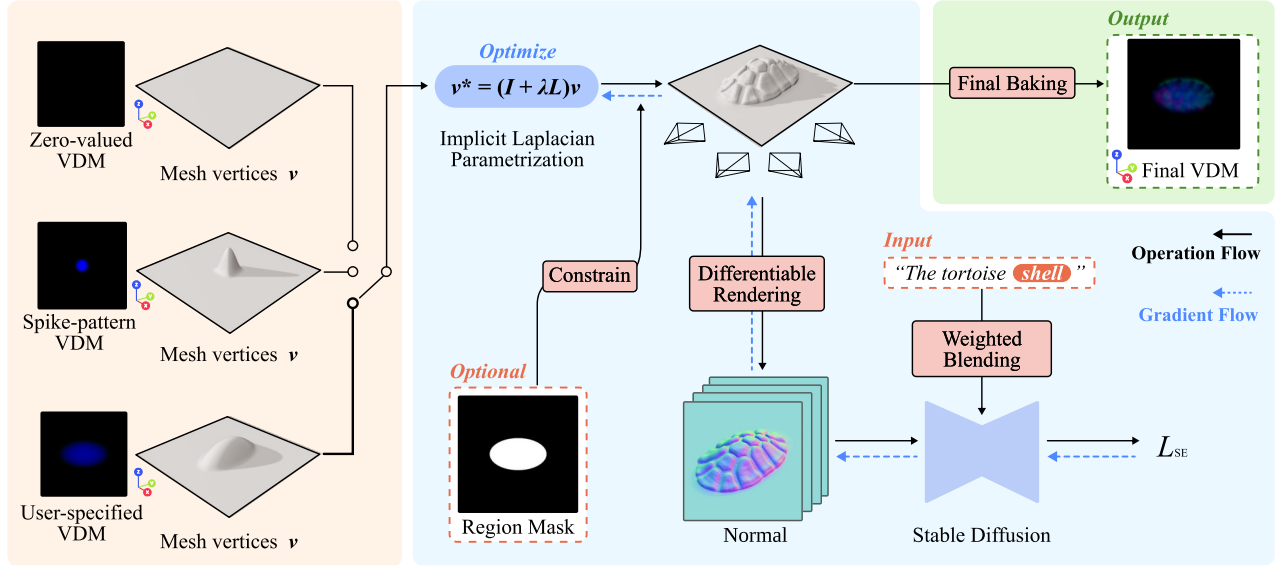 Zero-valued
VDM
Z
Y
X
Mesh vertices v
Spike-pattern
VDM
Z
Y
X
Mesh vertices v
User-specified
VDM
Z
Y
X
Mesh vertices v
Optimize
v* = (I + λL)v
Implicit Laplacian
Parametrization
Constrain
Optional
Region Mask
Differentiable
Rendering
Normal
Input
“The tortoise shell ”
Weighted
Blending
Stable Diffusion
L SE
Final Baking
Output
Z
Y
X
Final VDM
Operation Flow
Gradient Flow